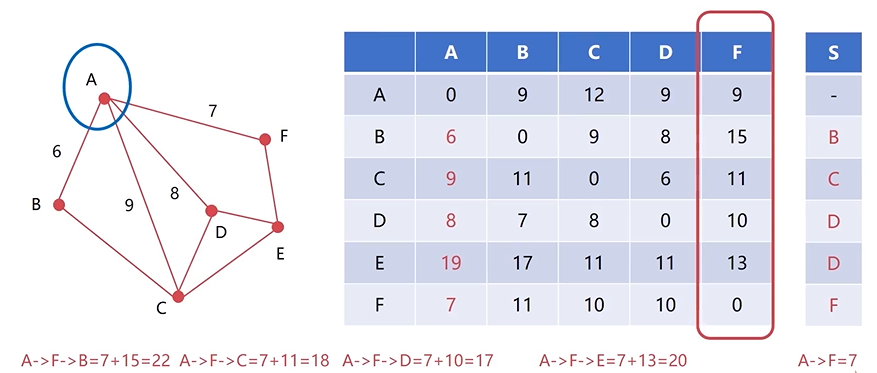 A B C D F S
A 0 9 12 9 9 -
B 6 0 9 8 15 B
C 9 11 0 6 11 C
D 8 7 8 0 10 D
E 19 17 11 11 13 D
F 7 11 10 10 0 F
A
7
F
6
B
9
8
D
E
C
A->F->B=7+15=22 A->F->C=7+11=18 A->F->D=7+10=17 A->F->E=7+13=20 A->F=7